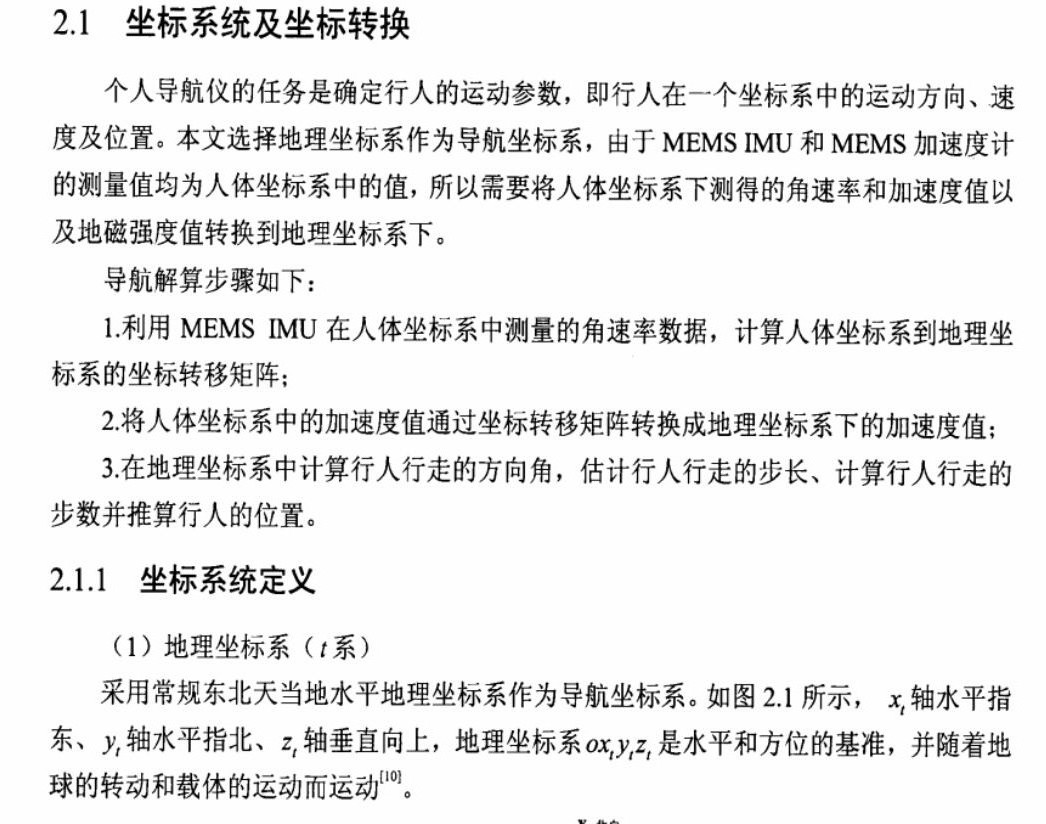 2.1 坐标系统及坐标转换
个人导航仪的任务是确定行人的运动参数，即行人在一个坐标系中的运动方向、速
度及位置。本文选择地理坐标系作为导航坐标系，由于 MEMS IMU 和 MEMS 加速度计
的测量值均为人体坐标系中的值，所以需要将人体坐标系下测得的角速率和加速度值以
及地磁强度值转换到地理坐标系下。
导航解算步骤如下：
1.利用 MEMS IMU 在人体坐标系中测量的角速率数据，计算人体坐标系到地理坐
标系的坐标转移矩阵；
2.将人体坐标系中的加速度值通过坐标转移矩阵转换成地理坐标系下的加速度值；
3.在地理坐标系中计算行人行走的方向角，估计行人行走的步长、计算行人行走的
步数并推算行人的位置。
2.1.1 坐标系统定义
（1）地理坐标系（t 系）
采用常规东北天当地水平地理坐标系作为导航坐标系。如图 2.1 所示， xₜ 轴水平指
东、yₜ 轴水平指北、zₜ 轴垂直向上，地理坐标系 oxₜyₜzₜ 是水平和方位的基准，并随着地
球的转动和载体的运动而运动[10]。